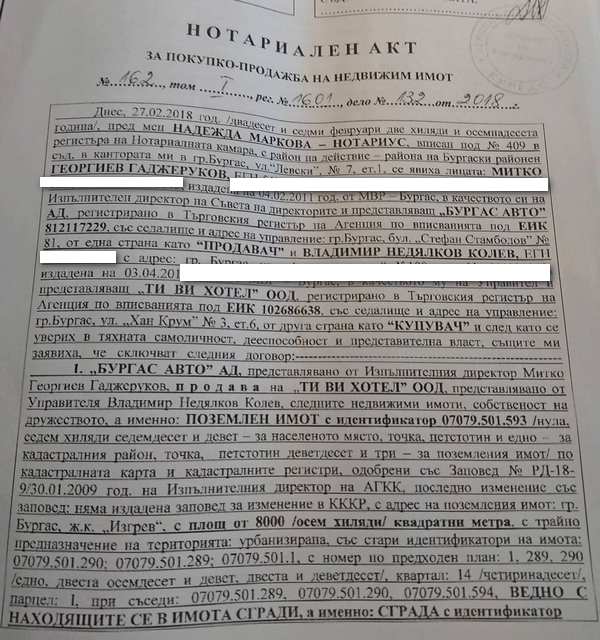 НОТАРИАЛЕН АКТ
ЗА ПОКУПКО-ПРОДАЖБА НА НЕДВИЖИМ ИМОТ
№ 162, том I, рег. № 1601 дело № 132 от 2018 г.
Днес, 27.02.2018 год. /двадесет и седми февруари две хиляди и осемнадесета
година/, пред мен НАДЕЖДА МАРКОВА – НОТАРИУС, вписан под № 409 в
регистъра на Нотариалната камара, с район на действие – района на Бургаски районен
съд, в кантората ми в гр.Бургас, ул."Левски", № 7, ет.1, се явиха лицата: МИТКО
ГЕОРГИЕВ ГАДЖЕРУКОВ, ЕГН
издадена на 04.02.2011 год. от МВР – Бургас, в качеството си на
Изпълнителен директор на Съвета на директорите и представляващ „БУРГАС АВТО"
АД, регистрирано в Търговския регистър на Агенция по вписванията под ЕИК
812117229, със седалище и адрес на управление: гр.Бургас, бул. „Стефан Стамболов" №
81, от една страна като "ПРОДАВАЧ" и ВЛАДИМИР НЕДЯЛКОВ КОЛЕВ, ЕГН
с адрес: гр.
издадена на 03.04.201 Бургас, в качеството му на Управител и
представляващ „ТИ ВИ ХОТЕЛ" ООД, регистрирано в Търговския регистър на
Агенция по вписванията под ЕИК 102686638, със седалище и адрес на управление:
гр.Бургас, ул. „Хан Крум" № 3, ет.6, от друга страна като "КУПУВАЧ" и след като се
уверих в тяхната самоличност, дееспособност и представителна власт, същите ми
заявиха, че сключват следния договор:
I. „БУРГАС АВТО" АД, представлявано от Изпълнителния директор Митко
Георгиев Гаджеруков, продава на „ТИ ВИ ХОТЕЛ" ООД, представлявано от
Управителя Владимир Недялков Колев, следните недвижими имоти, собственост на
дружеството, а именно: ПОЗЕМЛЕН ИМОТ с идентификатор 07079.501.593 /нула,
седем хиляди седемдесет и девет – за населеното място, точка, петстотин и едно – за
кадастралния район, точка, петстотин деветдесет и три – за поземления имот/ по
кадастралната карта и кадастралните регистри, одобрени със Заповед № РД-18-
9/30.01.2009 год. на Изпълнителния директор на АГКК, последно изменение със
заповед: няма издадена заповед за изменение в КККР, с адрес на поземления имот: гр.
Бургас, ж.к. „Изгрев", с площ от 8000 /осем хиляди/ квадратни метра, с трайно
предназначение на територията: урбанизирана, със стари идентификатори на имота:
07079.501.290; 07079.501.289; 07079.501.1, с номер по предходен план: 1, 289, 290
/едно, двеста осемдесет и девет, двеста и деветдесет/, квартал: 14 /четиринадесет/,
парцел: I, при съседи: 07079.501.290, 07079.501.594, ВЕДНО С
НАХОДЯЩИТЕ СЕ В ИМОТА СГРАДИ, а именно: СГРАДА с идентификатор